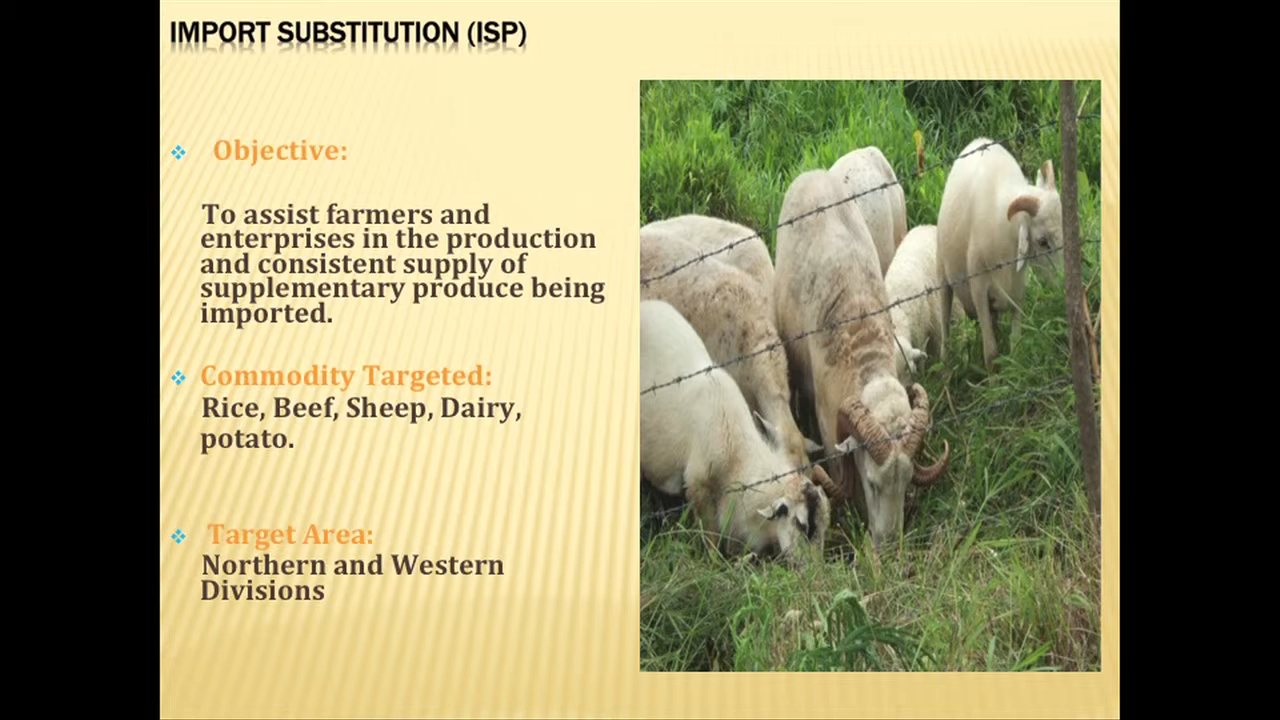 IMPORT SUBSTITUTION (ISP)
Objective:
To assist farmers and
enterprises in the production
and consistent supply of
supplementary produce being
imported.
Commodity Targeted:
Rice, Beef, Sheep, Dairy,
potato.
Target Area:
Northern and Western
Divisions